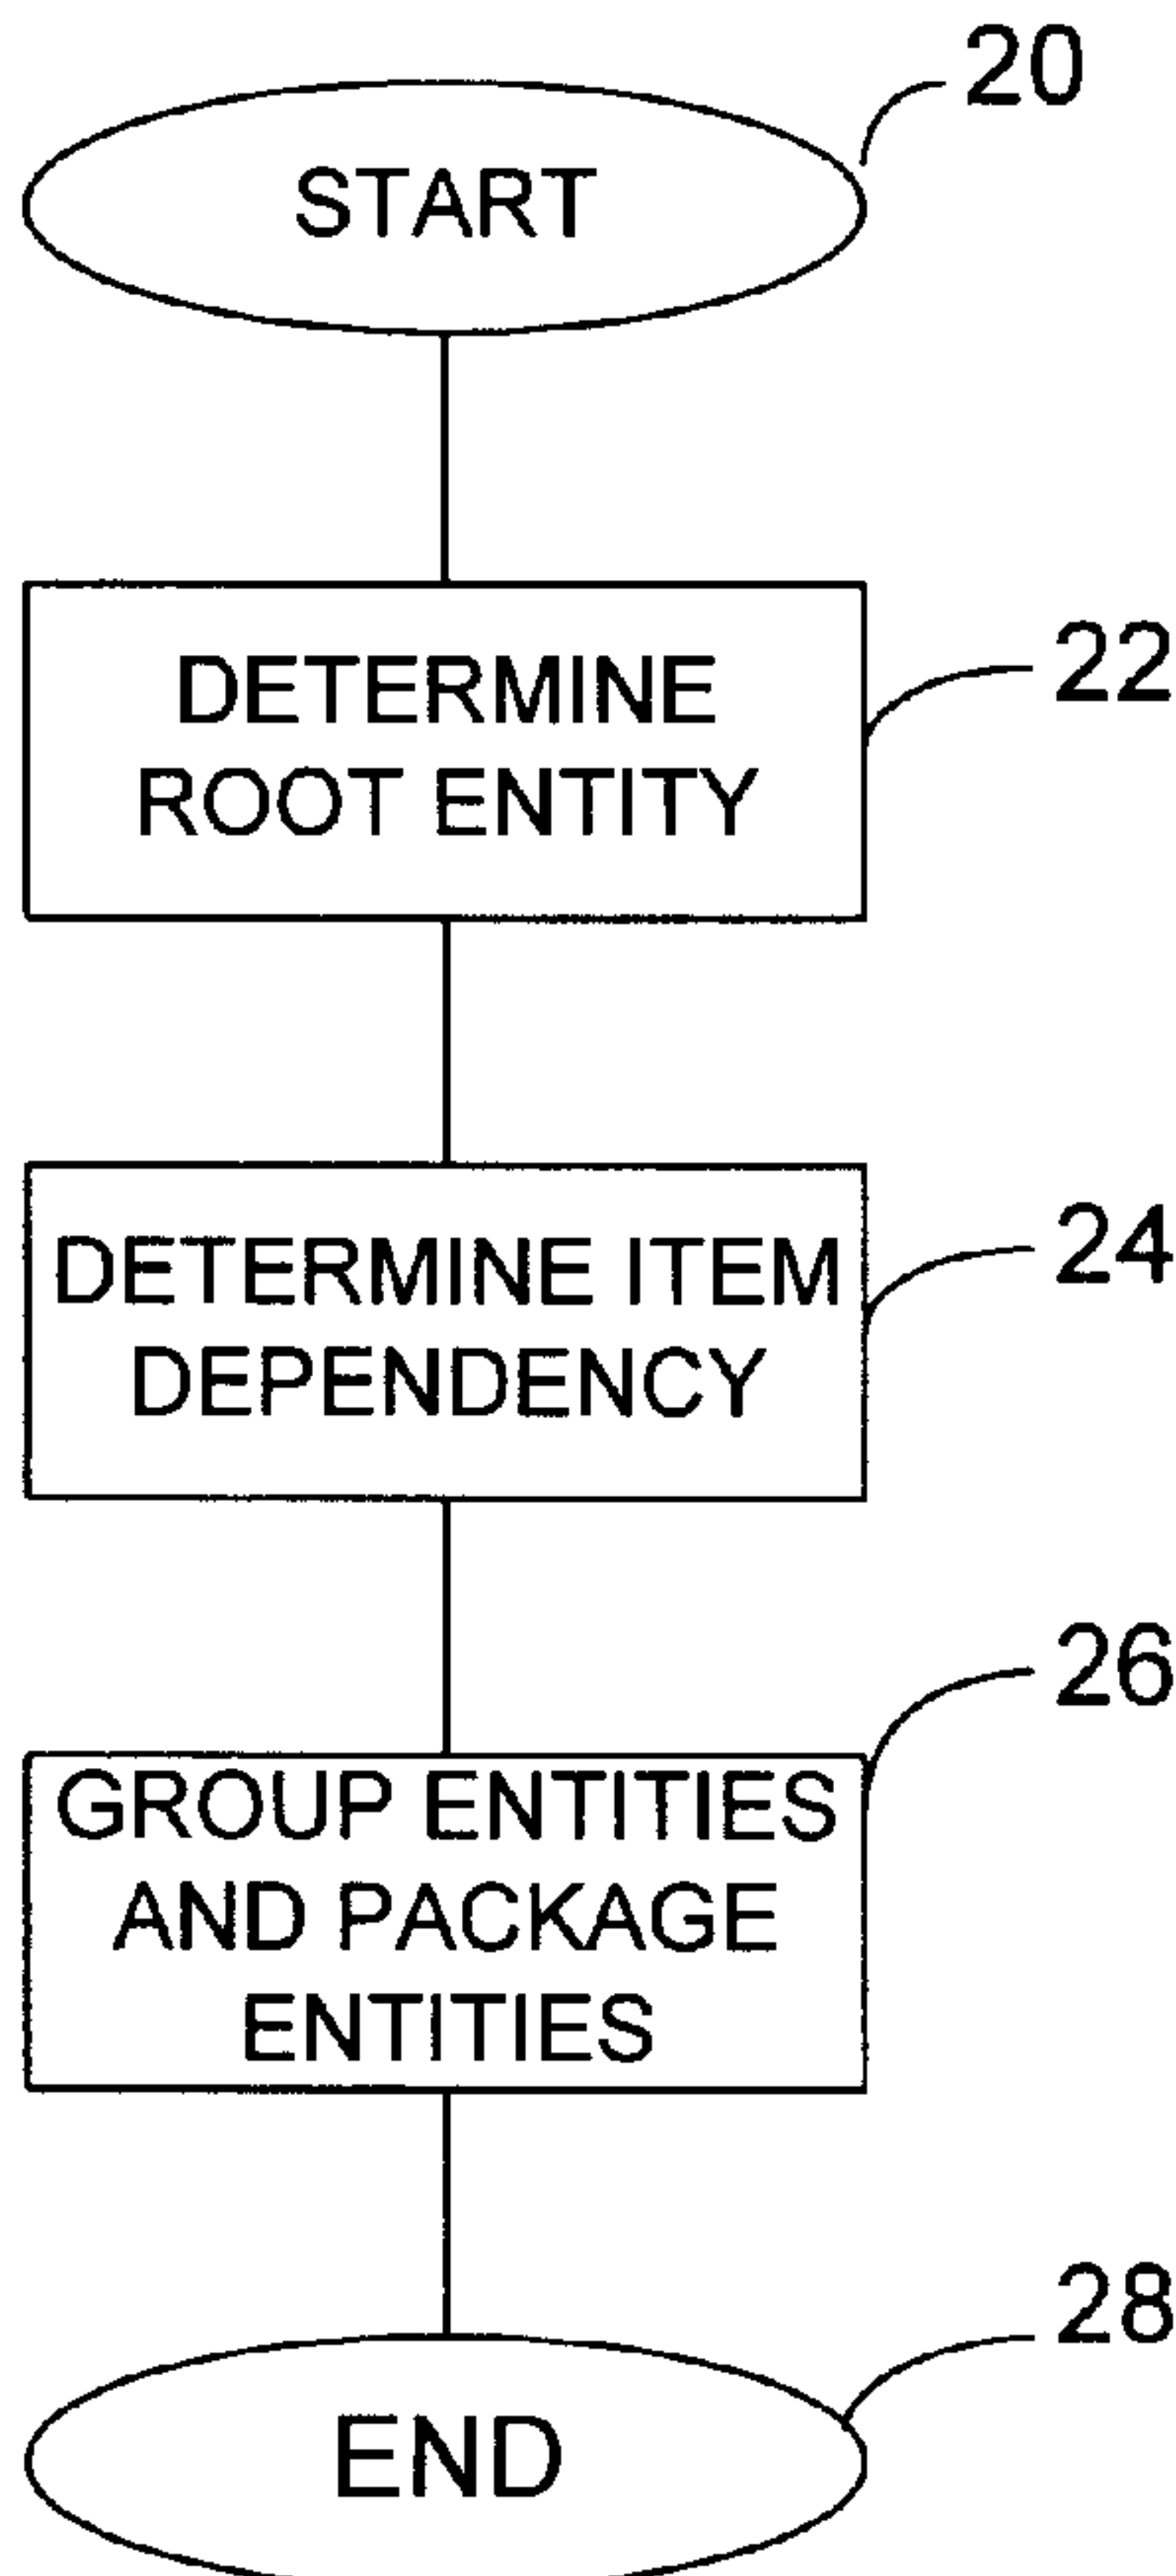 20
START
22
DETERMINE
ROOT ENTITY
24
DETERMINE ITEM
DEPENDENCY
26
GROUP ENTITIES
AND PACKAGE
ENTITIES
28
END